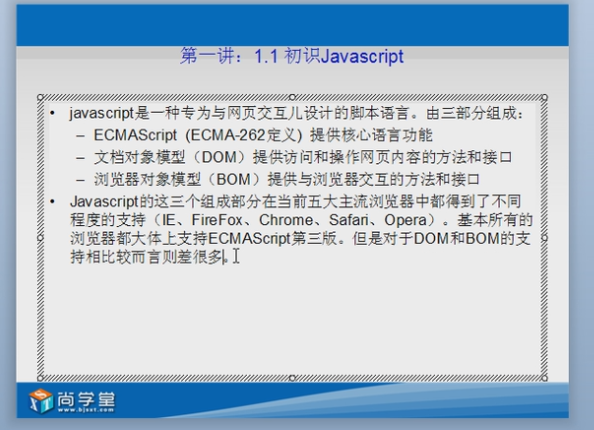 第一讲：1.1 初识Javascript
• javascript是一种专为与网页交互儿设计的脚本语言。由三部分组成：
– ECMAScript (ECMA-262定义) 提供核心语言功能
– 文档对象模型（DOM）提供访问和操作网页内容的方法和接口
– 浏览器对象模型（BOM）提供与浏览器交互的方法和接口
• Javascript的这三个组成部分在当前五大主流浏览器中都得到了不同
程度的支持（IE、FireFox、Chrome、Safari、Opera）。基本所有的
浏览器都大体上支持ECMAScript第三版。但是对于DOM和BOM的支
持相比较而言则差很多。
尚学堂
www.bjsxt.com